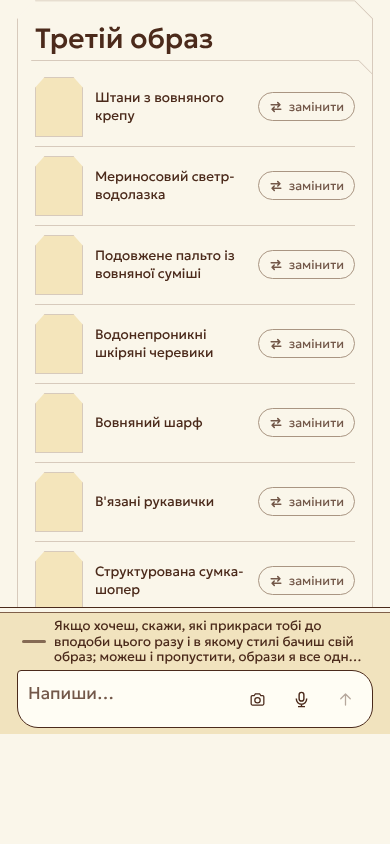 Третій образ
Штани з вовняного
крепу
замінити
Мериносовий светр-
водолазка
замінити
Подовжене пальто із
вовняної суміші
замінити
Водонепроникні
шкіряні черевики
замінити
Вовняний шарф
замінити
В'язані рукавички
замінити
Структурована сумка-
шопер
замінити
Якщо хочеш, скажи, які прикраси тобі до
вподоби цього разу і в якому стилі бачиш свій
образ; можеш і пропустити, образи я все одн…
Напиши…